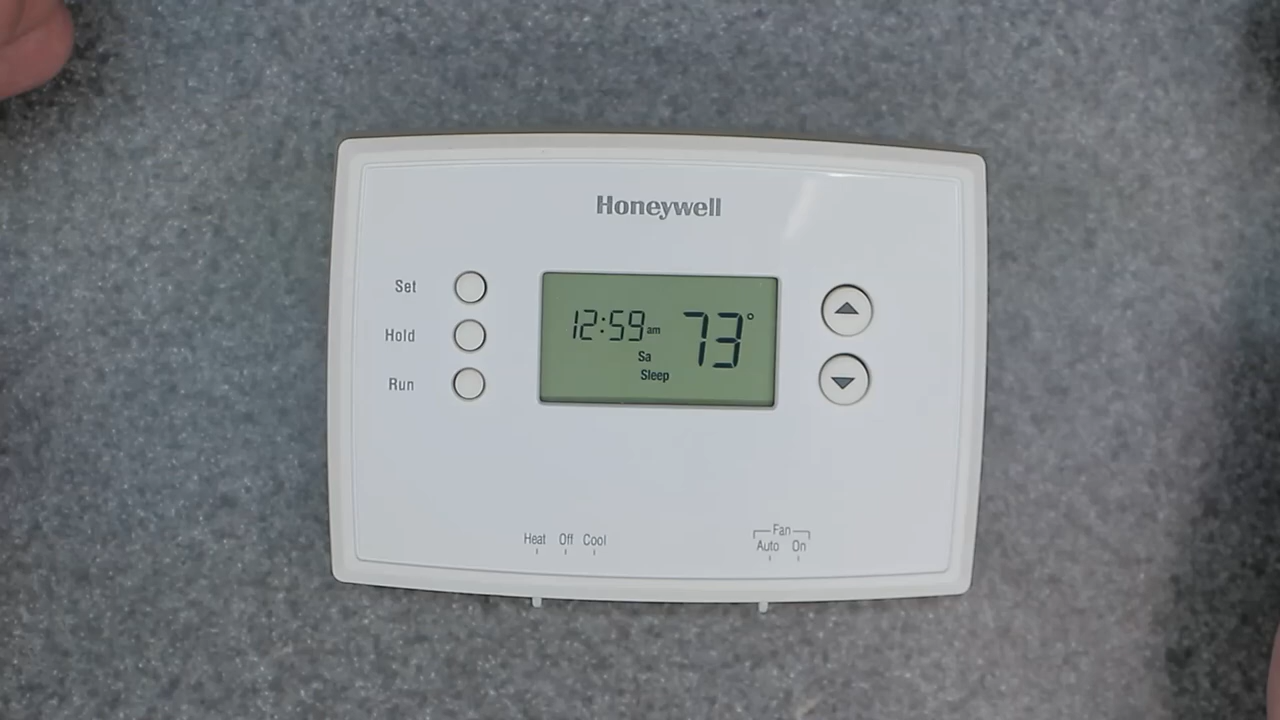 Honeywell
Set
Hold
Run
12:59 am 73°
Sa
Sleep
Heat Off Cool
Fan
Auto On